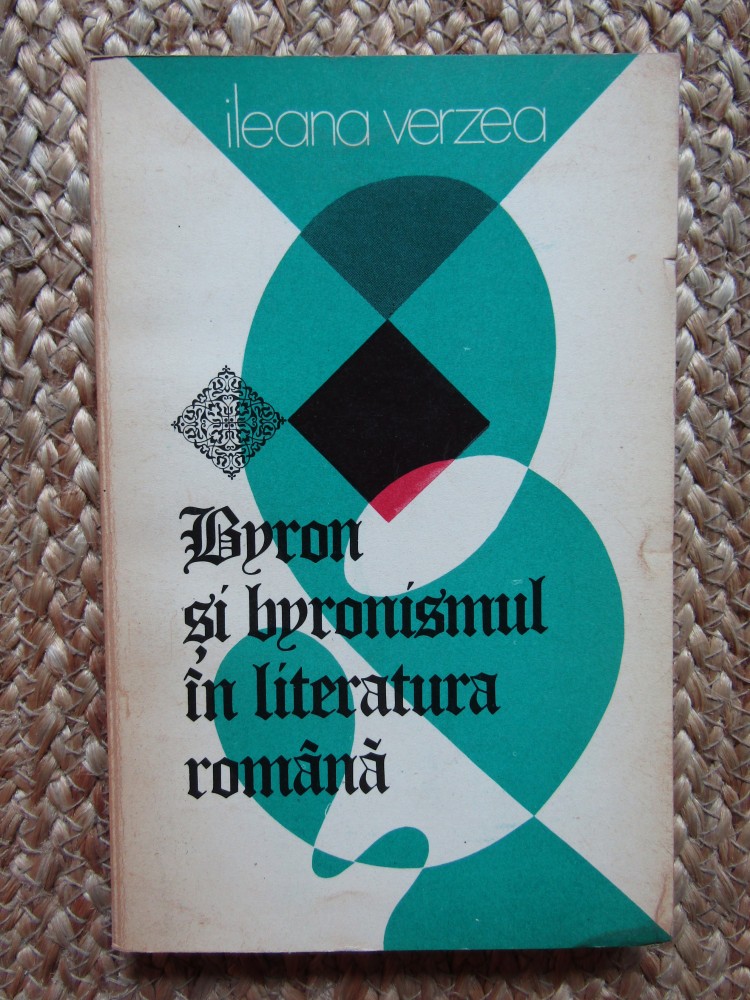 ileana verzea
Byron
și byronismul
în literatura
română